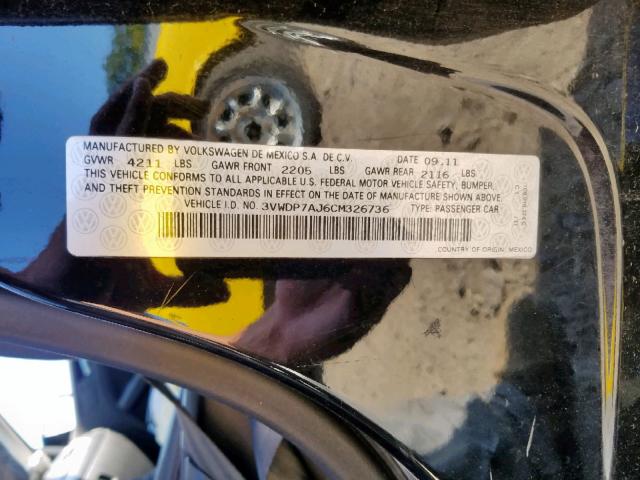 MANUFACTURED BY VOLKSWAGEN DE MEXICO S.A. DE C.V. DATE 09.11
GVWR 4211 LBS GAWR FRONT 2205 LBS GAWR REAR 2116 LBS
THIS VEHICLE CONFORMS TO ALL APPLICABLE U.S. FEDERAL MOTOR VEHICLE SAFETY, BUMPER,
AND THEFT PREVENTION STANDARDS IN EFFECT ON THE DATE OF MANUFACTURE SHOWN ABOVE.
VEHICLE I.D. NO. 3VWDP7AJ6CM326736 TYPE: PASSENGER CAR
COUNTRY OF ORIGIN: MEXICO